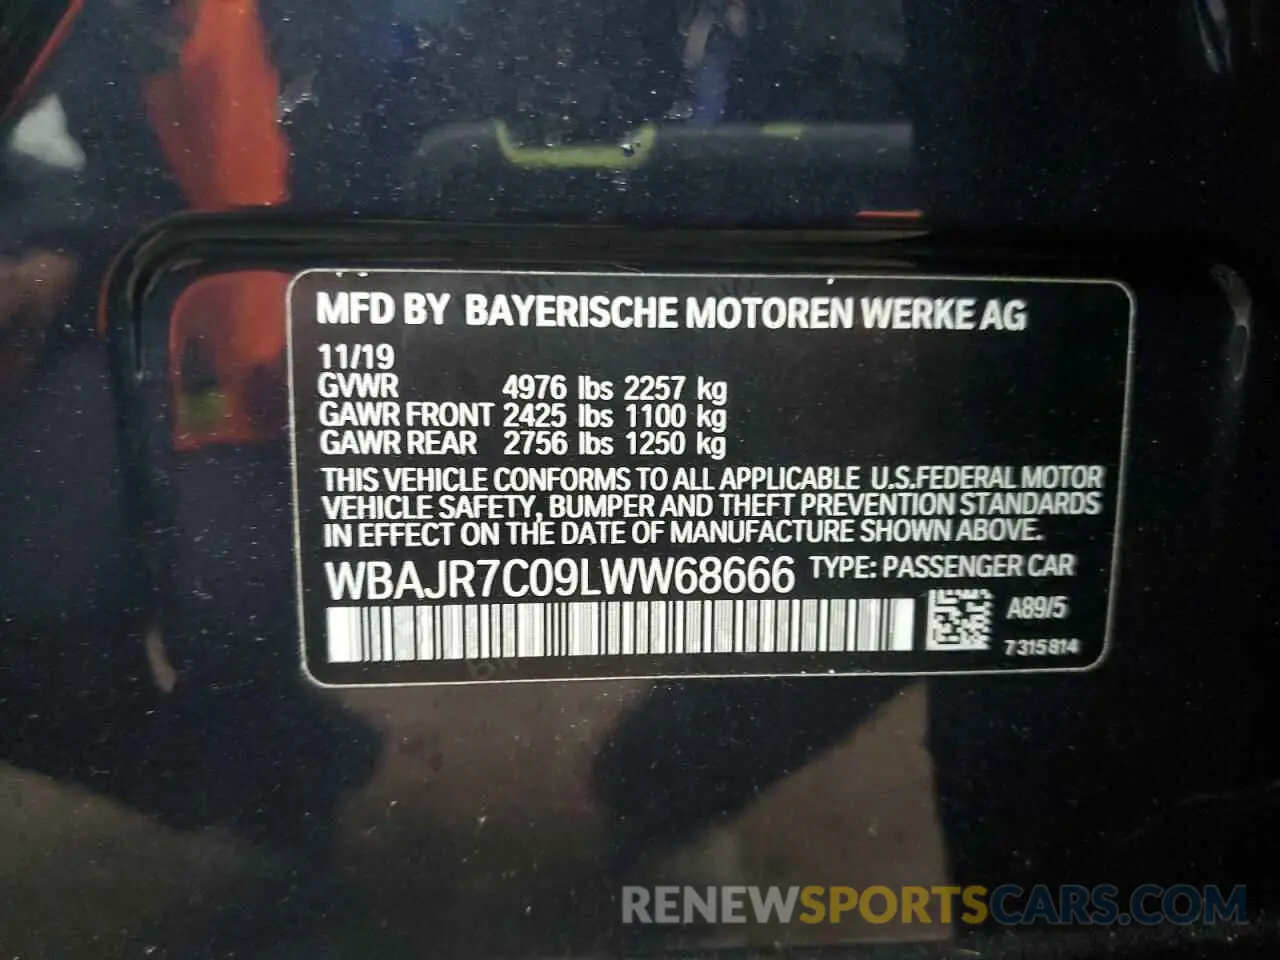 MFD BY BAYERISCHE MOTOREN WERKE AG
11/19
GVWR 4976 lbs 2257 kg
GAWR FRONT 2425 lbs 1100 kg
GAWR REAR 2756 lbs 1250 kg
THIS VEHICLE CONFORMS TO ALL APPLICABLE U.S.FEDERAL MOTOR
VEHICLE SAFETY, BUMPER AND THEFT PREVENTION STANDARDS
IN EFFECT ON THE DATE OF MANUFACTURE SHOWN ABOVE.
WBAJR7C09LWW68666 TYPE: PASSENGER CAR
A89/5
7315814
RENEWSPORTSCARS.COM